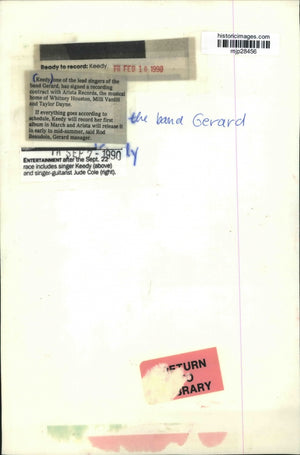 historicimages.com
mjp28456
Ready to record: Keedy.
FEB 16 1990
(Keedy) one of the lead singers of the
band Gerard, has signed a recording
contract with Arista Records, the musical
home of Whitney Houston, Milli Vanilli
and Taylor Dayne.
If everything goes according to
schedule, Keedy will record her first
album in March and Arista will release it
in early to mid-summer, said Rod
Beaudoin, Gerard manager.
the band Gerard
SEP 2 - 1990
ENTERTAINMENT after the Sept. 22
race includes singer Keedy (above)
and singer-guitarist Jude Cole (right).
RETURN
TO
LIBRARY